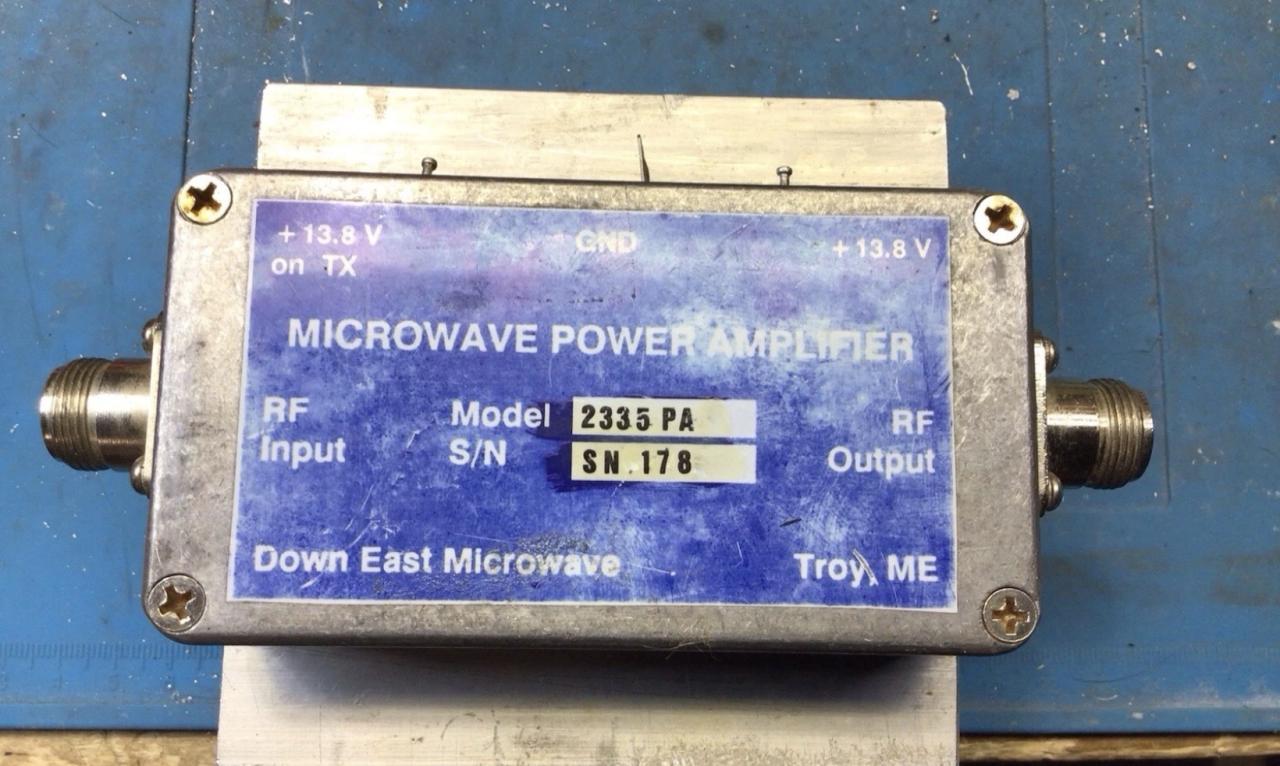 + 13.8 V GND + 13.8 V
on TX
MICROWAVE POWER AMPLIFIER
RF Model 2335 PA RF
Input S/N SN.178 Output
Down East Microwave Troy, ME